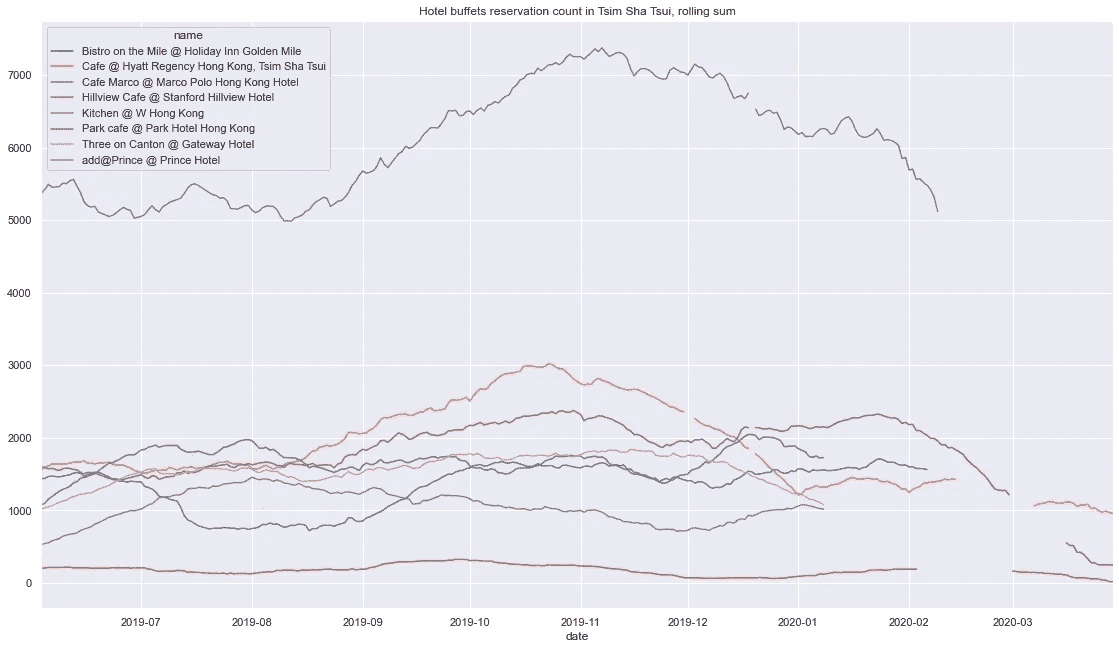 Hotel buffets reservation count in Tsim Sha Tsui, rolling sum
name
Bistro on the Mile @ Holiday Inn Golden Mile
Cafe @ Hyatt Regency Hong Kong, Tsim Sha Tsui
Cafe Marco @ Marco Polo Hong Kong Hotel
Hillview Cafe @ Stanford Hillview Hotel
Kitchen @ W Hong Kong
Park cafe @ Park Hotel Hong Kong
Three on Canton @ Gateway Hotel
add@Prince @ Prince Hotel
7000
6000
5000
4000
3000
2000
1000
0
2019-07 2019-08 2019-09 2019-10 2019-11 2019-12 2020-01 2020-02 2020-03
date